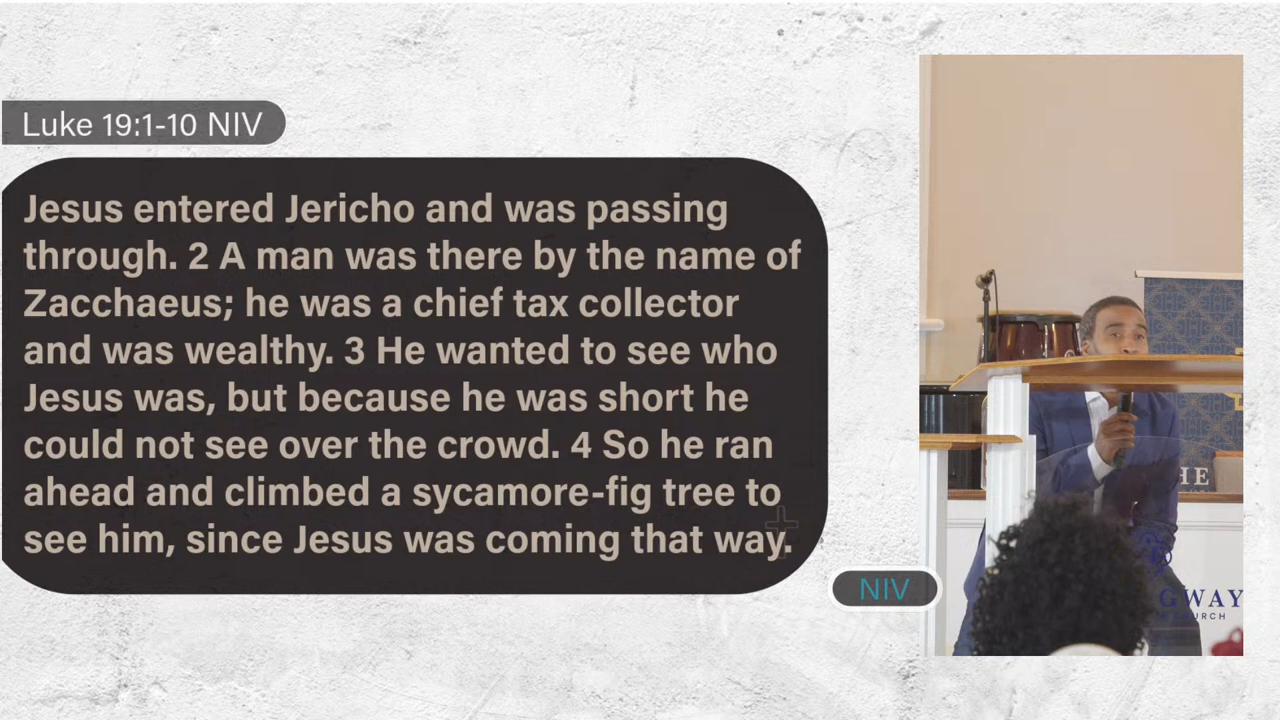 Luke 19:1-10 NIV
Jesus entered Jericho and was passing
through. 2 A man was there by the name of
Zacchaeus; he was a chief tax collector
and was wealthy. 3 He wanted to see who
Jesus was, but because he was short he
could not see over the crowd. 4 So he ran
ahead and climbed a sycamore-fig tree to
see him, since Jesus was coming that way.
NIV
HE
GWAY